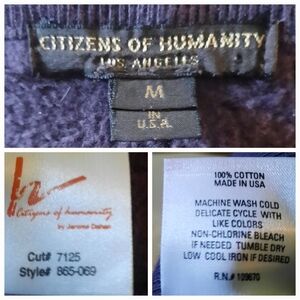 CITIZENS OF HUMANITY
LOS ANGELES
M
IN
U.S.A.
Citizens of humanity
by Jerome Dahan
Cut# 7125
Style# 865-069
100% COTTON
MADE IN USA
MACHINE WASH COLD
DELICATE CYCLE WITH
LIKE COLORS
NON-CHLORINE BLEACH
IF NEEDED TUMBLE DRY
LOW COOL IRON IF DESIRED
R.N.# 109670